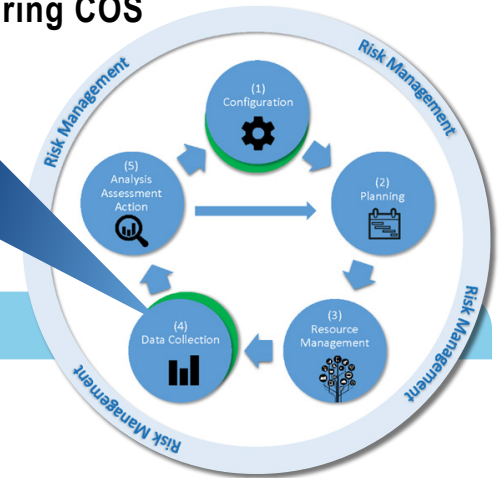 ring COS
Risk Management
Risk Management
(1)
Configuration
(5)
Analysis
Assessment
Action
(2)
Planning
(4)
Data Collection
(3)
Resource
Management
Risk Management
Risk Management